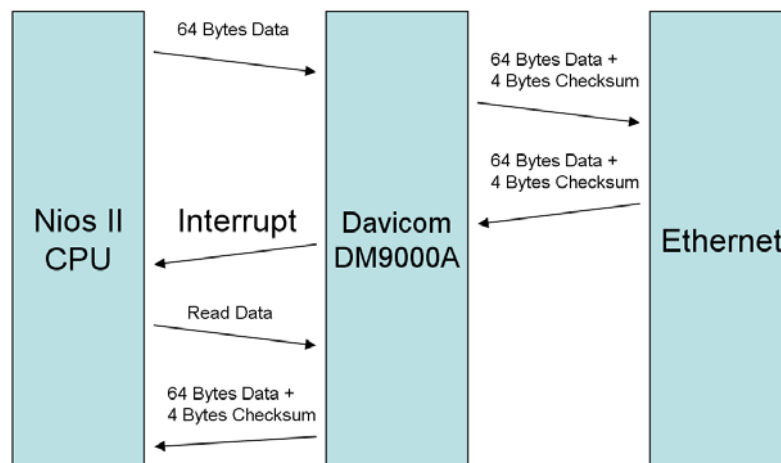 64 Bytes Data
64 Bytes Data +
4 Bytes Checksum
64 Bytes Data +
4 Bytes Checksum
Nios II
CPU
Interrupt
Davicom
DM9000A
Ethernet
Read Data
64 Bytes Data +
4 Bytes Checksum